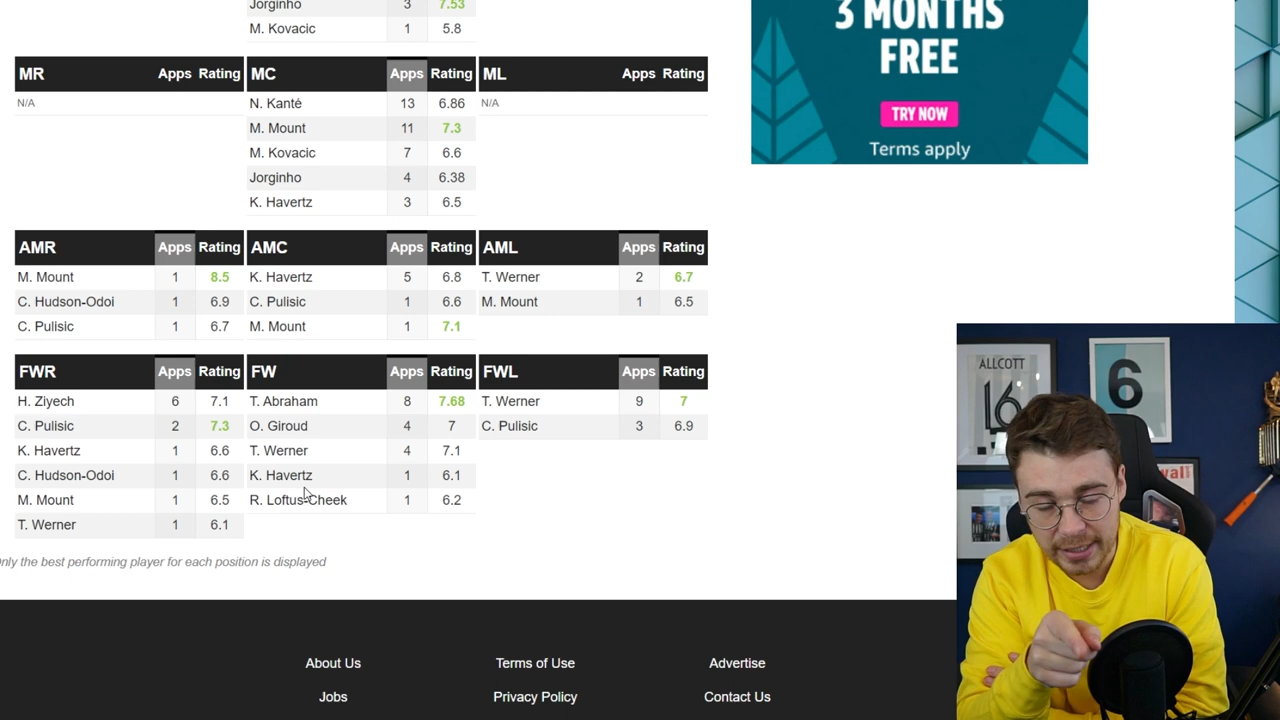 Jorginho 3 7.53
M. Kovacic 1 5.8
MR Apps Rating
N/A
MC Apps Rating
N. Kanté 13 6.86
M. Mount 11 7.3
M. Kovacic 7 6.6
Jorginho 4 6.38
K. Havertz 3 6.5
ML Apps Rating
N/A
AMR Apps Rating
M. Mount 1 8.5
C. Hudson-Odoi 1 6.9
C. Pulisic 1 6.7
AMC Apps Rating
K. Havertz 5 6.8
C. Pulisic 1 6.6
M. Mount 1 7.1
AML Apps Rating
T. Werner 2 6.7
M. Mount 1 6.5
FWR Apps Rating
H. Ziyech 6 7.1
C. Pulisic 2 7.3
K. Havertz 1 6.6
C. Hudson-Odoi 1 6.6
M. Mount 1 6.5
T. Werner 1 6.1
FW Apps Rating
T. Abraham 8 7.68
O. Giroud 4 7
T. Werner 4 7.1
K. Havertz 1 6.1
R. Loftus-Cheek 1 6.2
FWL Apps Rating
T. Werner 9 7
C. Pulisic 3 6.9
nly the best performing player for each position is displayed
About Us
Terms of Use
Advertise
Jobs
Privacy Policy
Contact Us
3 MONTHS
FREE
TRY NOW
Terms apply
ALLCOTT
16
6